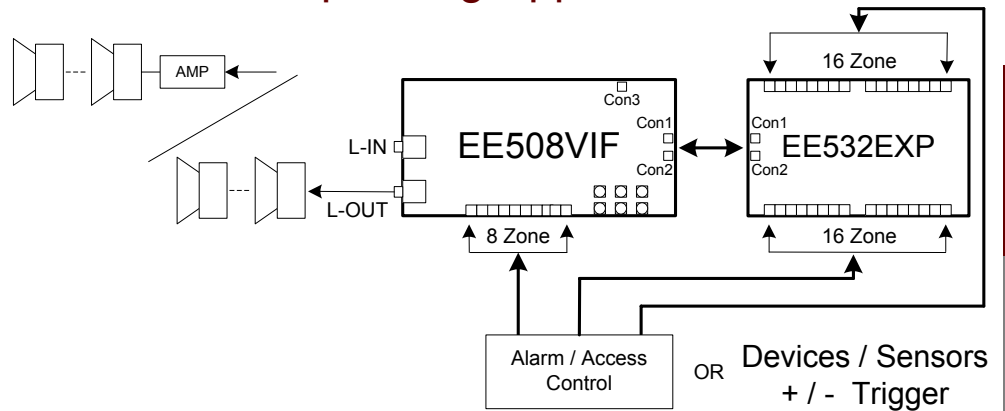 AMP
16 Zone
Con3
Con1
Con1
L-IN
EE508VIF
EE532EXP
Con2
Con2
L-OUT
8 Zone
16 Zone
Alarm / Access
Control
OR
Devices / Sensors
+ / - Trigger